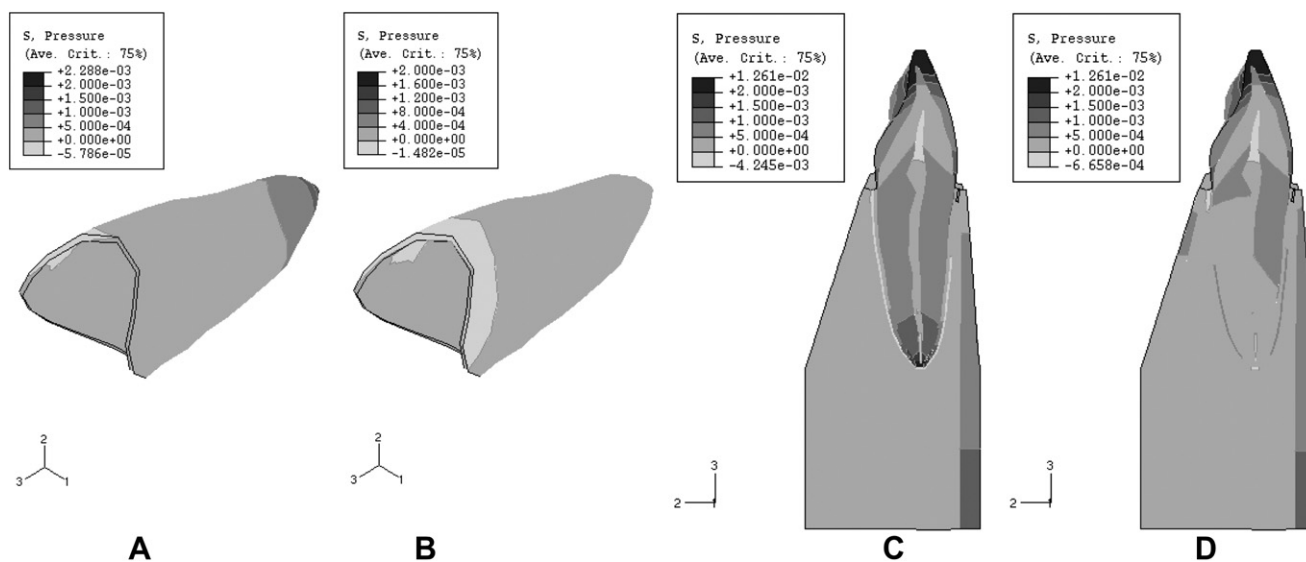 S, Pressure
(Ave. Crit.: 75%)
+2.288e-03
+2.000e-03
+1.500e-03
+1.000e-03
+5.000e-04
+0.000e+00
-5.786e-05
2
3
1
A
S, Pressure
(Ave. Crit.: 75%)
+2.000e-03
+1.600e-03
+1.200e-03
+8.000e-04
+4.000e-04
+0.000e+00
-1.482e-05
2
3
1
B
S, Pressure
(Ave. Crit.: 75%)
+1.261e-02
+2.000e-03
+1.500e-03
+1.000e-03
+5.000e-04
+0.000e+00
-4.245e-03
3
2
1
C
S, Pressure
(Ave. Crit.: 75%)
+1.261e-02
+2.000e-03
+1.500e-03
+1.000e-03
+5.000e-04
+0.000e+00
-6.658e-04
3
2
1
D